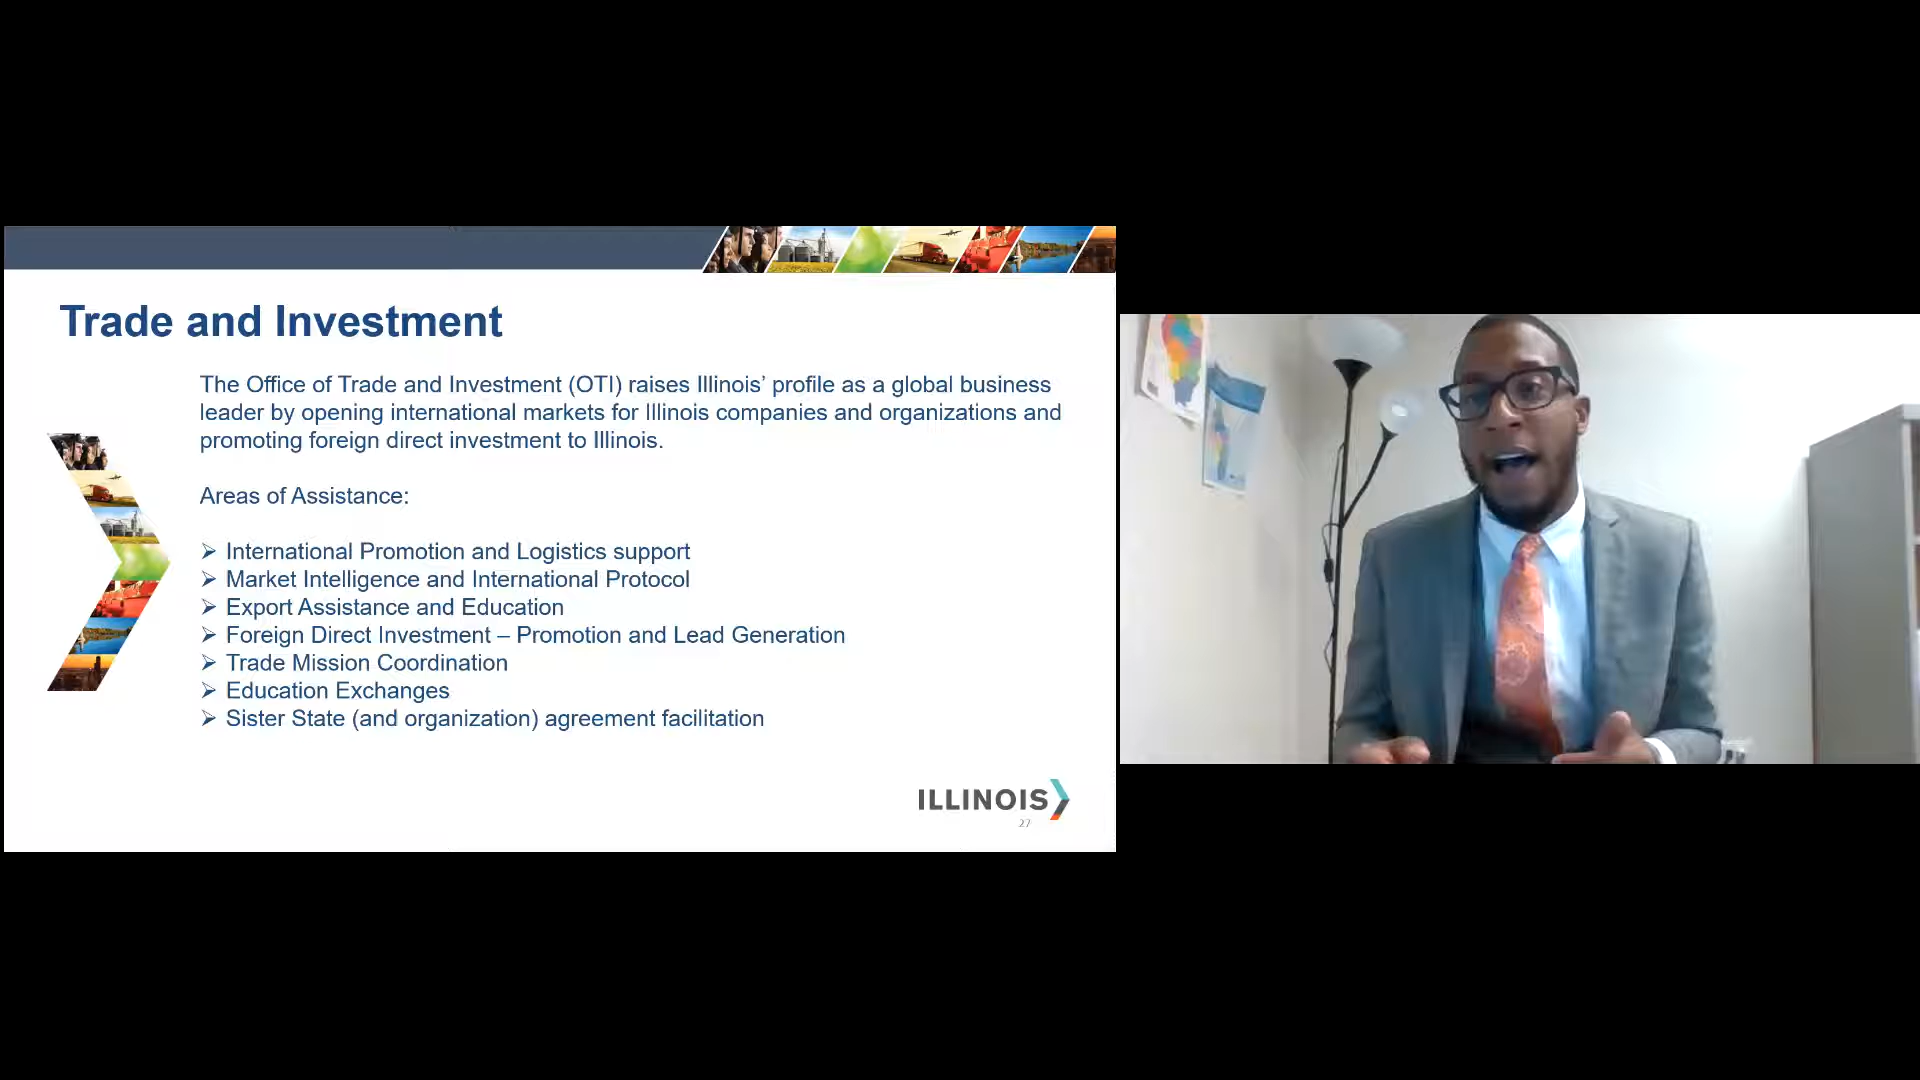 Trade and Investment
The Office of Trade and Investment (OTI) raises Illinois’ profile as a global business
leader by opening international markets for Illinois companies and organizations and
promoting foreign direct investment to Illinois.
Areas of Assistance:
➢ International Promotion and Logistics support
➢ Market Intelligence and International Protocol
➢ Export Assistance and Education
➢ Foreign Direct Investment – Promotion and Lead Generation
➢ Trade Mission Coordination
➢ Education Exchanges
➢ Sister State (and organization) agreement facilitation
ILLINOIS
27